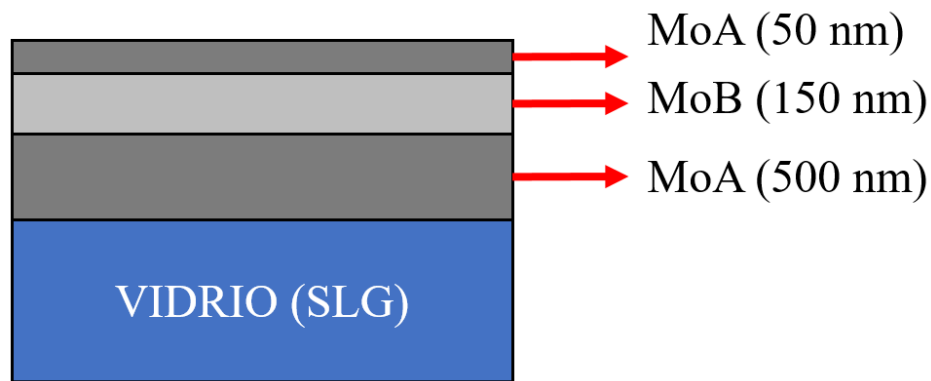 MoA (50 nm)
MoB (150 nm)
MoA (500 nm)
VIDRIO (SLG)